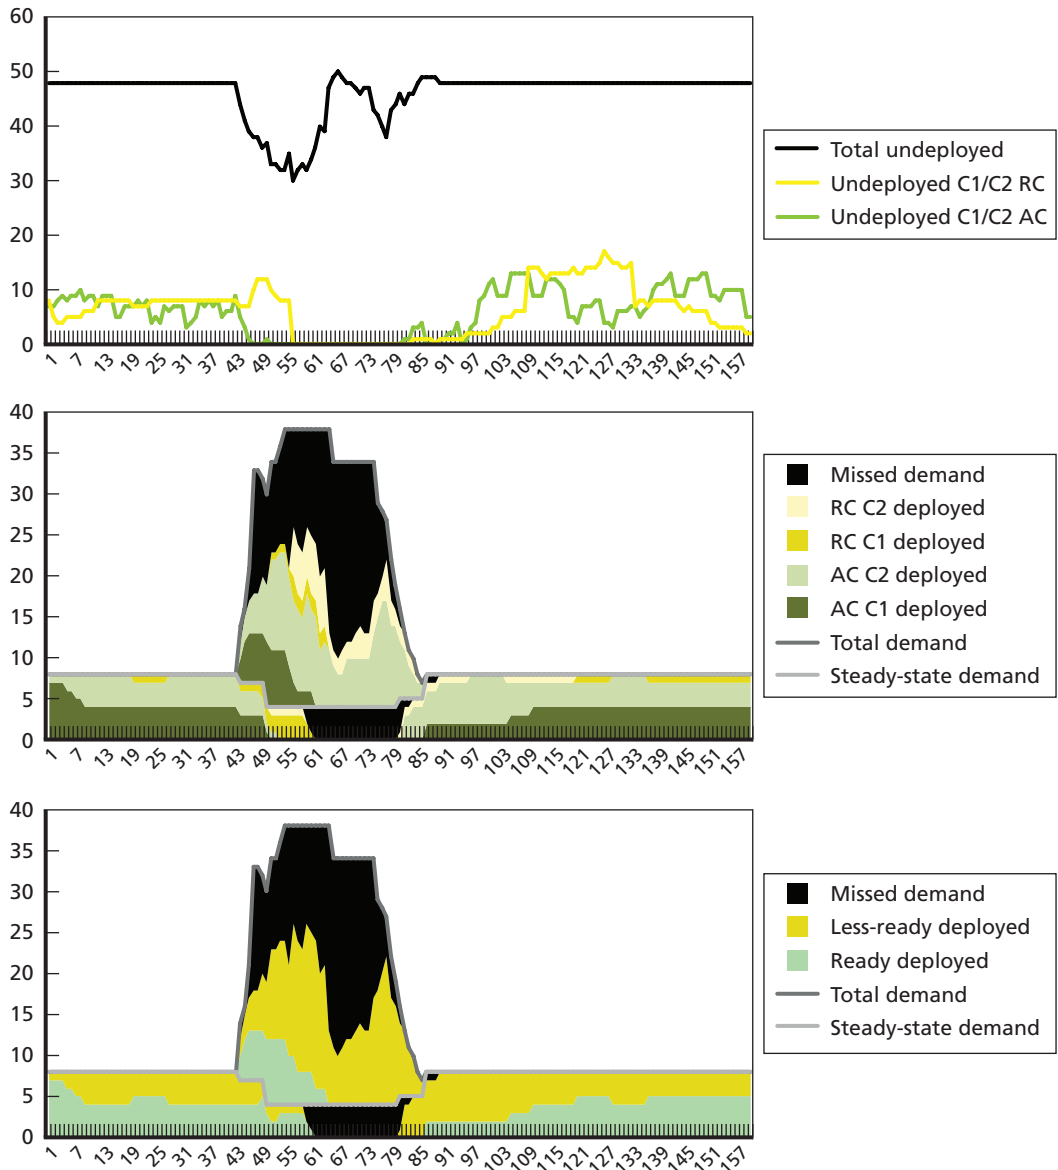 60
50
40
30
20
10
0
1 7 13 19 25 31 37 43 49 55 61 67 73 79 85 91 97 103 109 115 121 127 133 139 145 151 157
Total undeployed
Undeployed C1/C2 RC
Undeployed C1/C2 AC
40
35
30
25
20
15
10
5
0
1 7 13 19 25 31 37 43 49 55 61 67 73 79 85 91 97 103 109 115 121 127 133 139 145 151 157
Missed demand
RC C2 deployed
RC C1 deployed
AC C2 deployed
AC C1 deployed
Total demand
Steady-state demand
40
35
30
25
20
15
10
5
0
1 7 13 19 25 31 37 43 49 55 61 67 73 79 85 91 97 103 109 115 121 127 133 139 145 151 157
Missed demand
Less-ready deployed
Ready deployed
Total demand
Steady-state demand